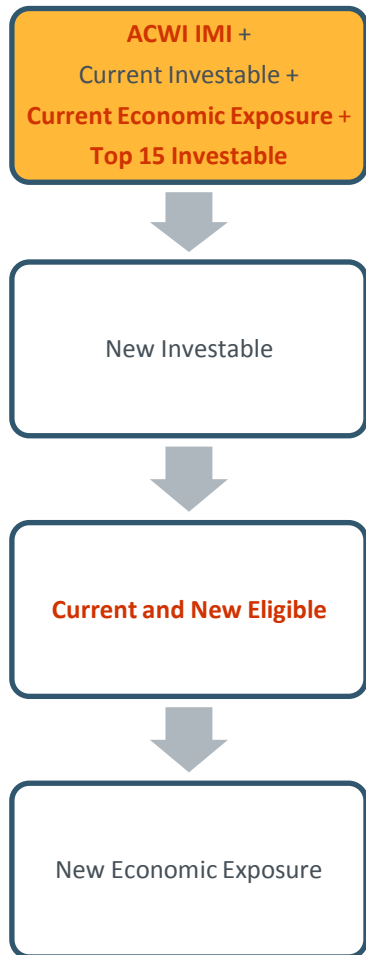 ACWI IMI +
Current Investable +
Current Economic Exposure +
Top 15 Investable
New Investable
Current and New Eligible
New Economic Exposure